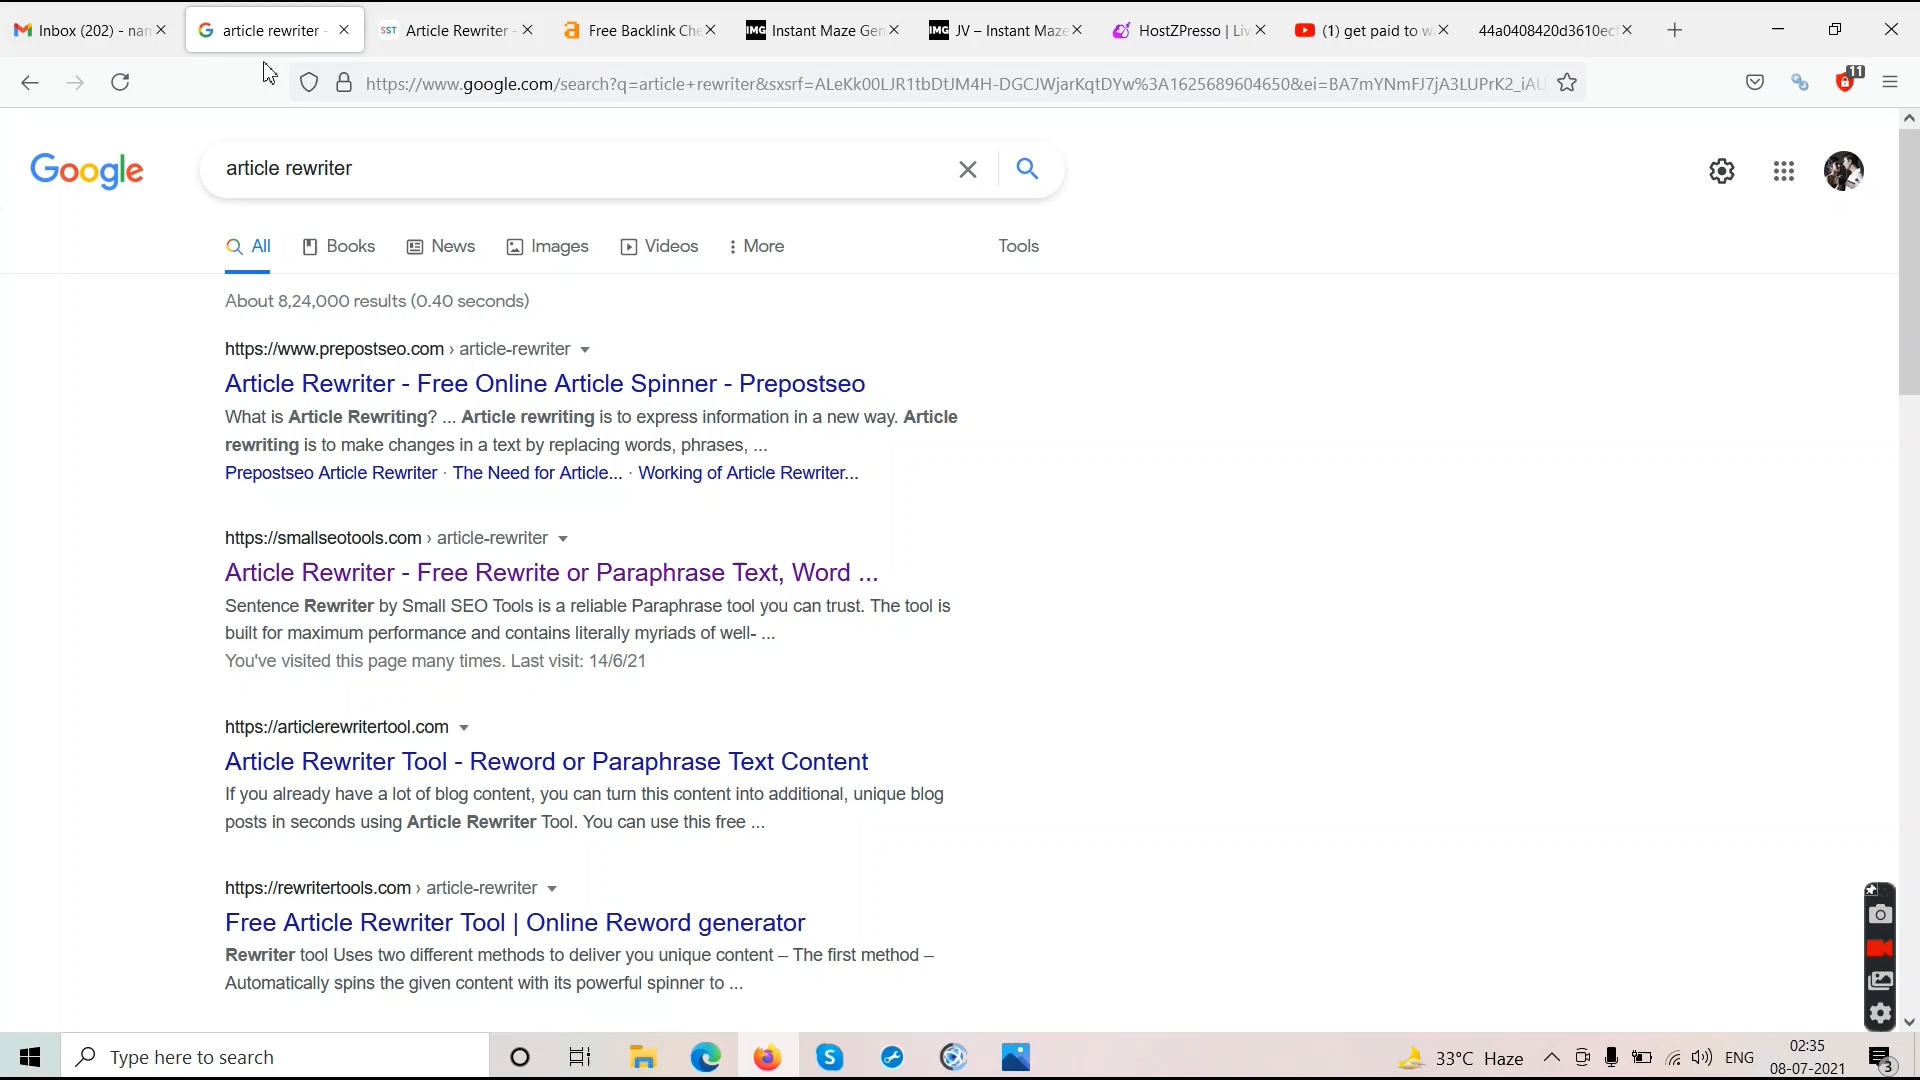 Inbox (202) - nan
article rewriter -
SST Article Rewriter -
Free Backlink Che
IMG Instant Maze Gen
IMG JV – Instant Maze
HostZPresso | Liv
(1) get paid to w
44a0408420d3610ecf
https://www.google.com/search?q=article+rewriter&sxsrf=ALeKk00LJR1tbDtJM4H-DGCJWjarKqtDYw%3A1625689604650&ei=BA7mYNmFJ7jA3LUPrK2_iAU
11
Google
article rewriter
All
Books
News
Images
Videos
More
Tools
About 8,24,000 results (0.40 seconds)
https://www.prepostseo.com › article-rewriter
Article Rewriter - Free Online Article Spinner - Prepostseo
What is Article Rewriting? ... Article rewriting is to express information in a new way. Article
rewriting is to make changes in a text by replacing words, phrases, ...
Prepostseo Article Rewriter · The Need for Article... · Working of Article Rewriter...
https://smallseotools.com › article-rewriter
Article Rewriter - Free Rewrite or Paraphrase Text, Word ...
Sentence Rewriter by Small SEO Tools is a reliable Paraphrase tool you can trust. The tool is
built for maximum performance and contains literally myriads of well- ...
You've visited this page many times. Last visit: 14/6/21
https://articlerewritertool.com
Article Rewriter Tool - Reword or Paraphrase Text Content
If you already have a lot of blog content, you can turn this content into additional, unique blog
posts in seconds using Article Rewriter Tool. You can use this free ...
https://rewritertools.com › article-rewriter
Free Article Rewriter Tool | Online Reword generator
Rewriter tool Uses two different methods to deliver you unique content – The first method –
Automatically spins the given content with its powerful spinner to ...
Type here to search
33°C Haze
ENG
02:35
08-07-2021
3